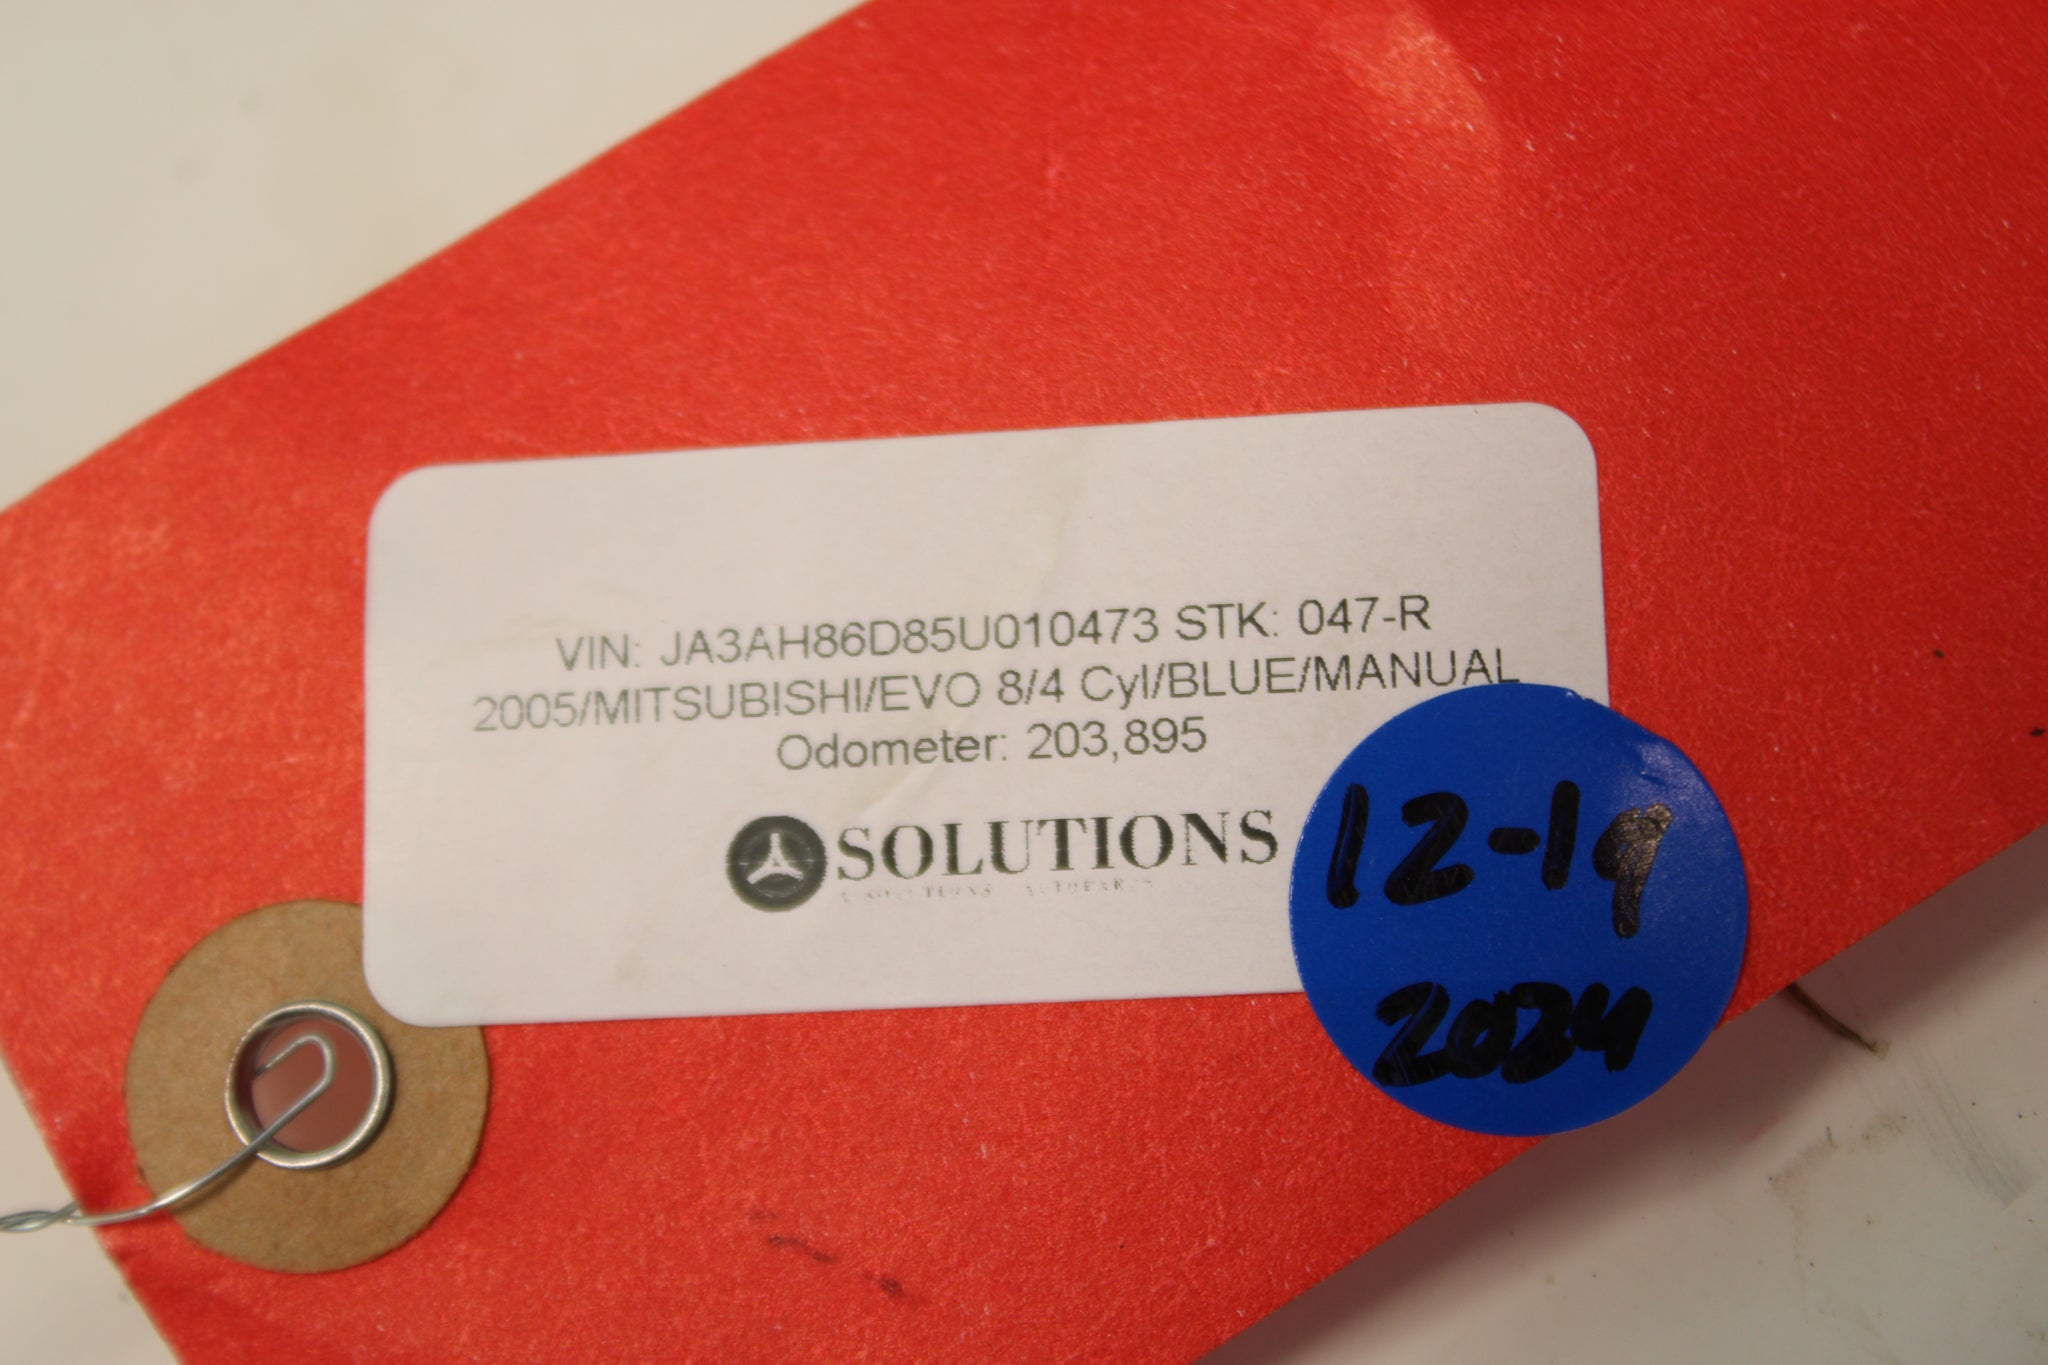 VIN: JA3AH86D85U010473 STK: 047-R
2005/MITSUBISHI/EVO 8/4 Cyl/BLUE/MANUAL
Odometer: 203,895
SOLUTIONS
12-19
2024